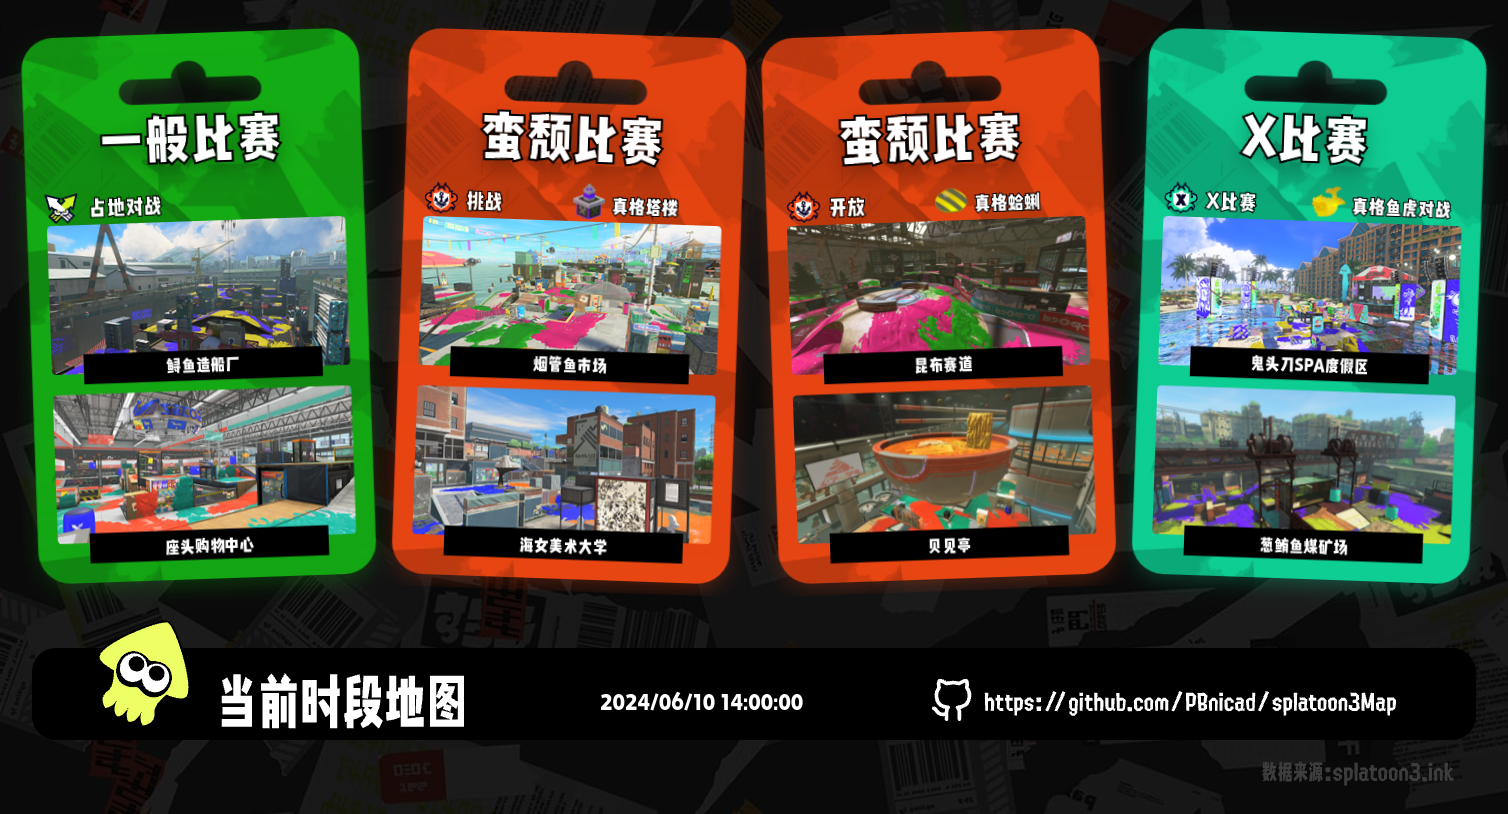 一般比赛
占地对战
鲟鱼造船厂
座头购物中心
蛮颓比赛
挑战
真格塔楼
烟管鱼市场
海女美术大学
蛮颓比赛
开放
真格蛤蜊
昆布赛道
贝见亭
X比赛
X比赛
真格鱼虎对战
鬼头刀SPA度假区
葱鲔鱼煤矿场
当前时段地图
2024/06/10 14:00:00
https://github.com/PBnicad/splatoon3Map
数据来源:splatoon3.ink